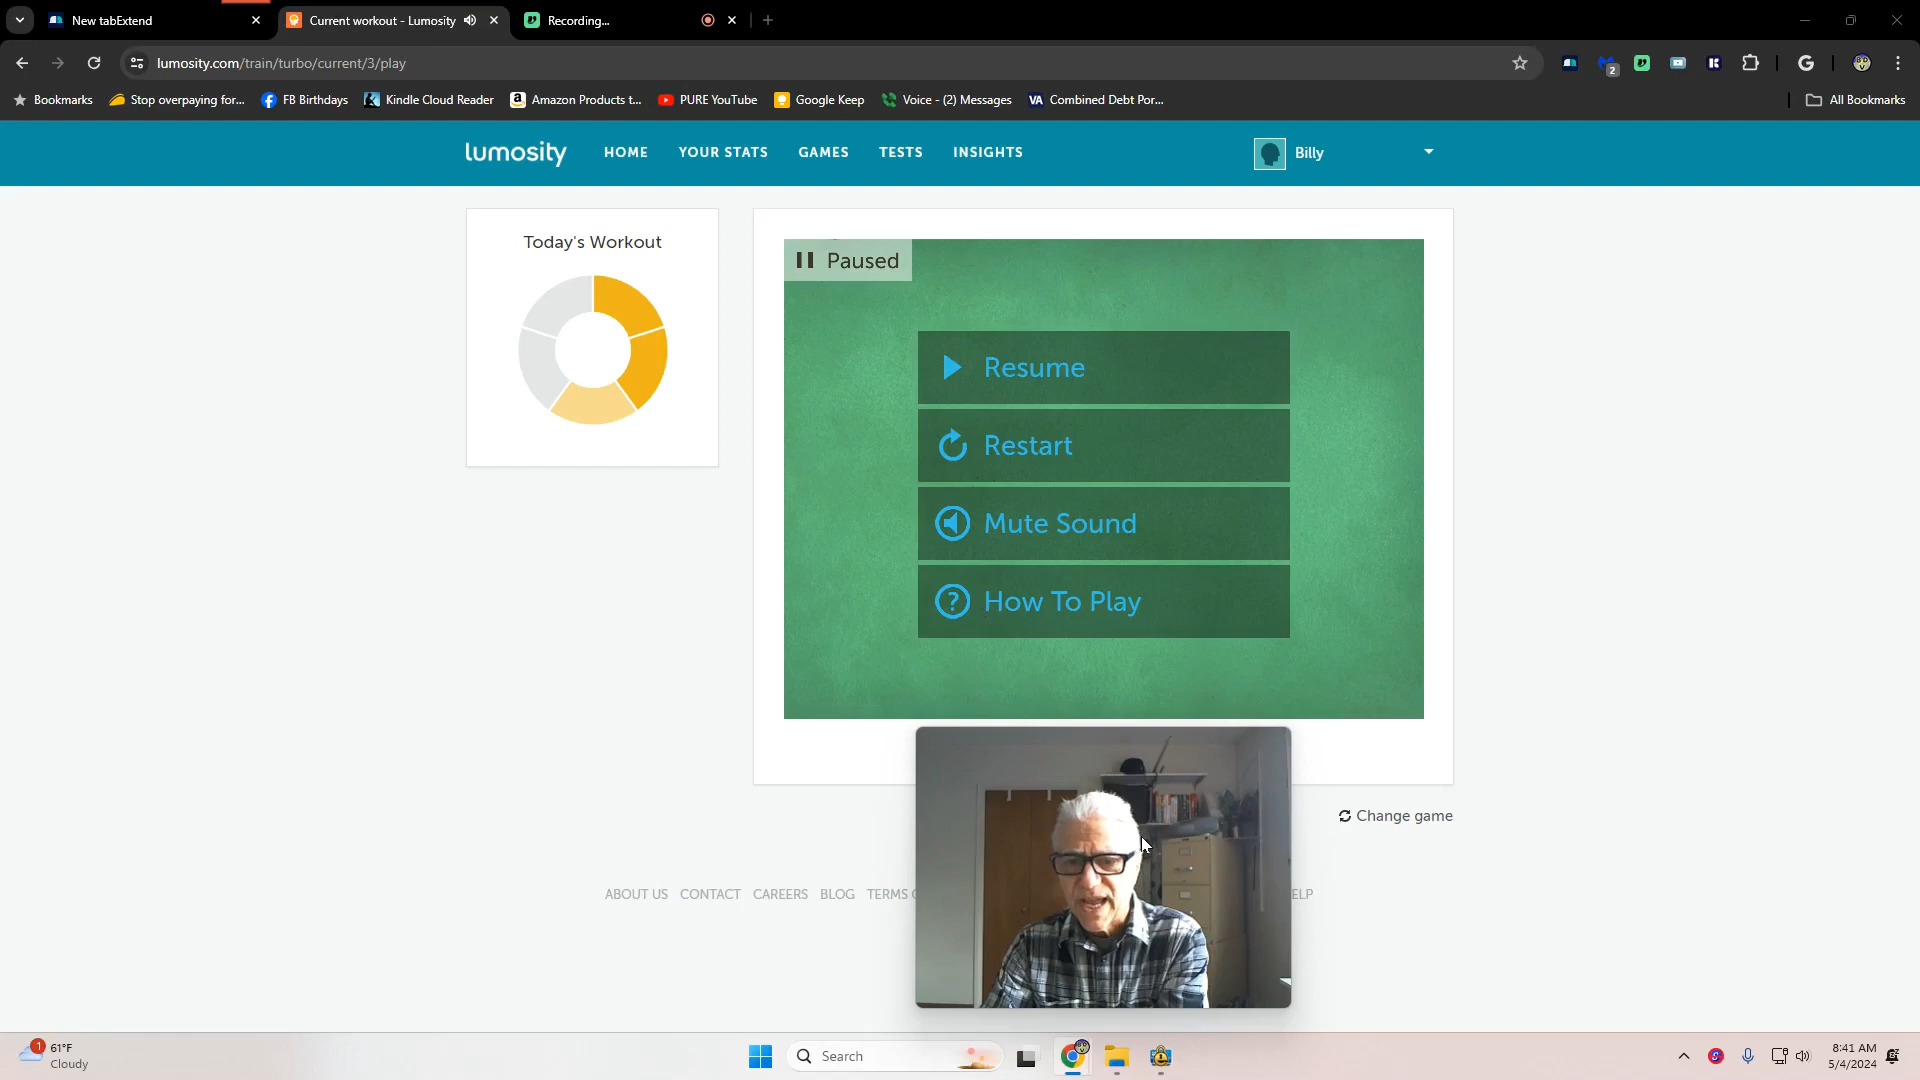 New tabExtend
Current workout - Lumosity
Recording...
lumosity.com/train/turbo/current/3/play
2
Bookmarks
Stop overpaying for...
FB Birthdays
Kindle Cloud Reader
Amazon Products t...
PURE YouTube
Google Keep
Voice - (2) Messages
VA Combined Debt Por...
All Bookmarks
lumosity
HOME
YOUR STATS
GAMES
TESTS
INSIGHTS
Billy
Today's Workout
Paused
Resume
Restart
Mute Sound
? How To Play
Change game
ABOUT US
CONTACT
CAREERS
BLOG
TERMS
ELP
1
61°F
Cloudy
Search
8:41 AM
5/4/2024